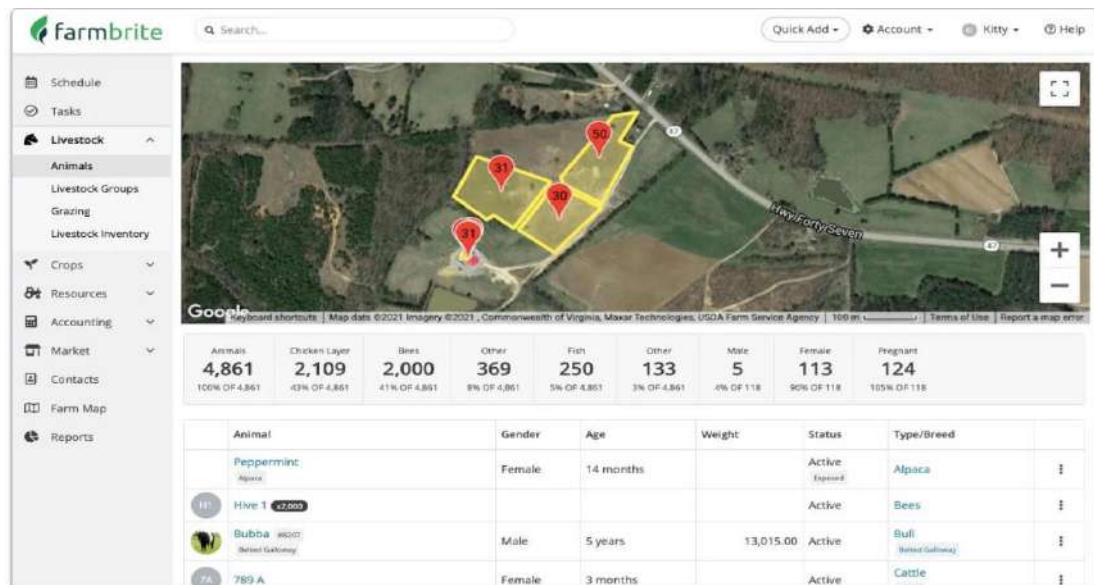 farmbrite
Search...
Quick Add
Account
Kitty
Help
Schedule
Tasks
Livestock
Animals
Livestock Groups
Grazing
Livestock Inventory
Crops
Resources
Accounting
Market
Contacts
Farm Map
Reports
50
31
30
31
47
Hwy Forty Seven
47
+
−
Google
Keyboard shortcuts Map data ©2021 Imagery ©2021 , Commonwealth of Virginia, Maxar Technologies, USDA Farm Service Agency 100 m Terms of Use Report a map error
Animals Chicken Layer Bees Other Fish Other Male Female Pregnant
4,861 2,109 2,000 369 250 133 5 113 124
100% OF 4,861 43% OF 4,861 41% OF 4,861 8% OF 4,861 5% OF 4,861 3% OF 4,861 4% OF 118 96% OF 118 105% OF 118
Animal Gender Age Weight Status Type/Breed
Peppermint Female 14 months Active Alpaca
Alpaca Exposed
H1 Hive 1 x2,000 Active Bees
Bubba #8207 Male 5 years 13,015.00 Active Bull
Belted Galloway Belted Galloway
7A 789 A Female 3 months Active Cattle